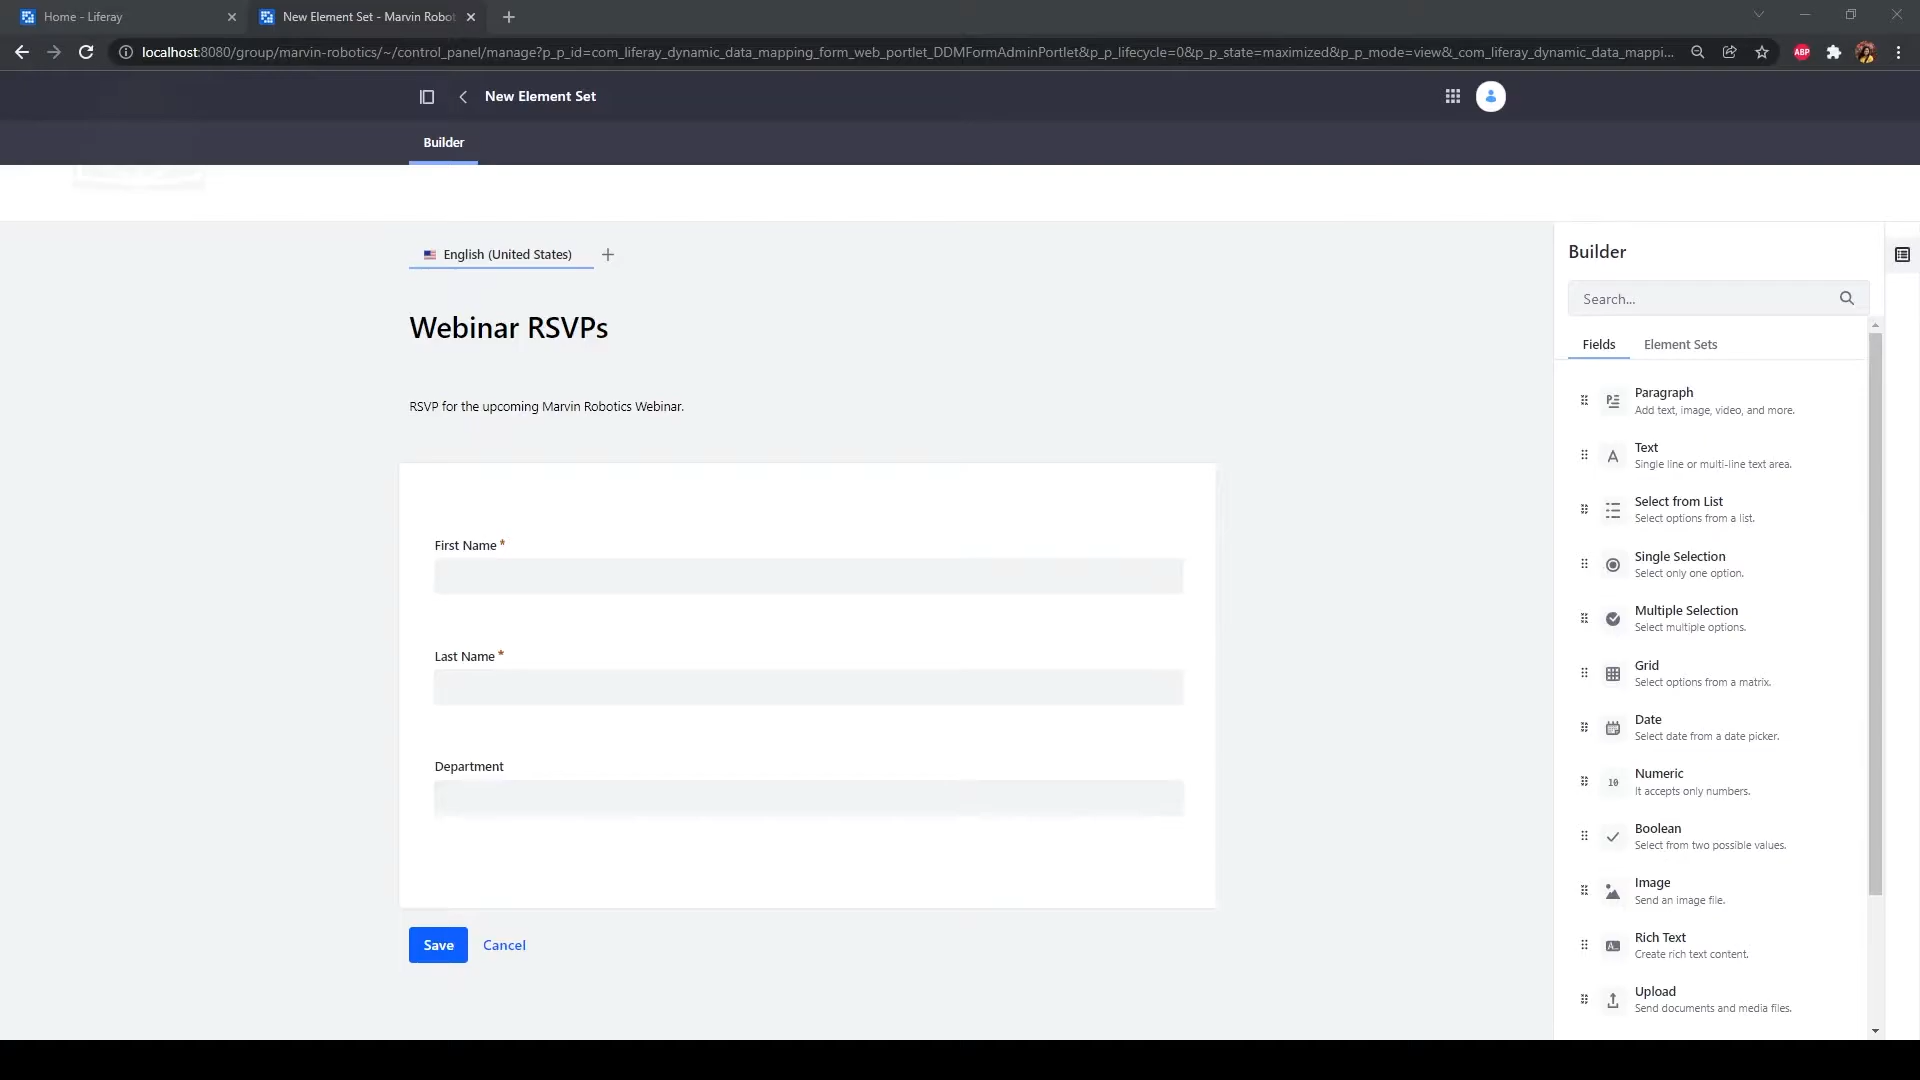 Home - Liferay
New Element Set - Marvin Robot
localhost:8080/group/marvin-robotics/~/control_panel/manage?p_p_id=com_liferay_dynamic_data_mapping_form_web_portlet_DDMFormAdminPortlet&p_p_lifecycle=0&p_p_state=maximized&p_p_mode=view&_com_liferay_dynamic_data_mappi...
ABP
New Element Set
Builder
English (United States)
Webinar RSVPs
RSVP for the upcoming Marvin Robotics Webinar.
First Name *
Last Name *
Department
Save
Cancel
Builder
Search...
Fields
Element Sets
Paragraph
Add text, image, video, and more.
Text
Single line or multi-line text area.
Select from List
Select options from a list.
Single Selection
Select only one option.
Multiple Selection
Select multiple options.
Grid
Select options from a matrix.
Date
Select date from a date picker.
10
Numeric
It accepts only numbers.
Boolean
Select from two possible values.
Image
Send an image file.
Rich Text
Create rich text content.
Upload
Send documents and media files.